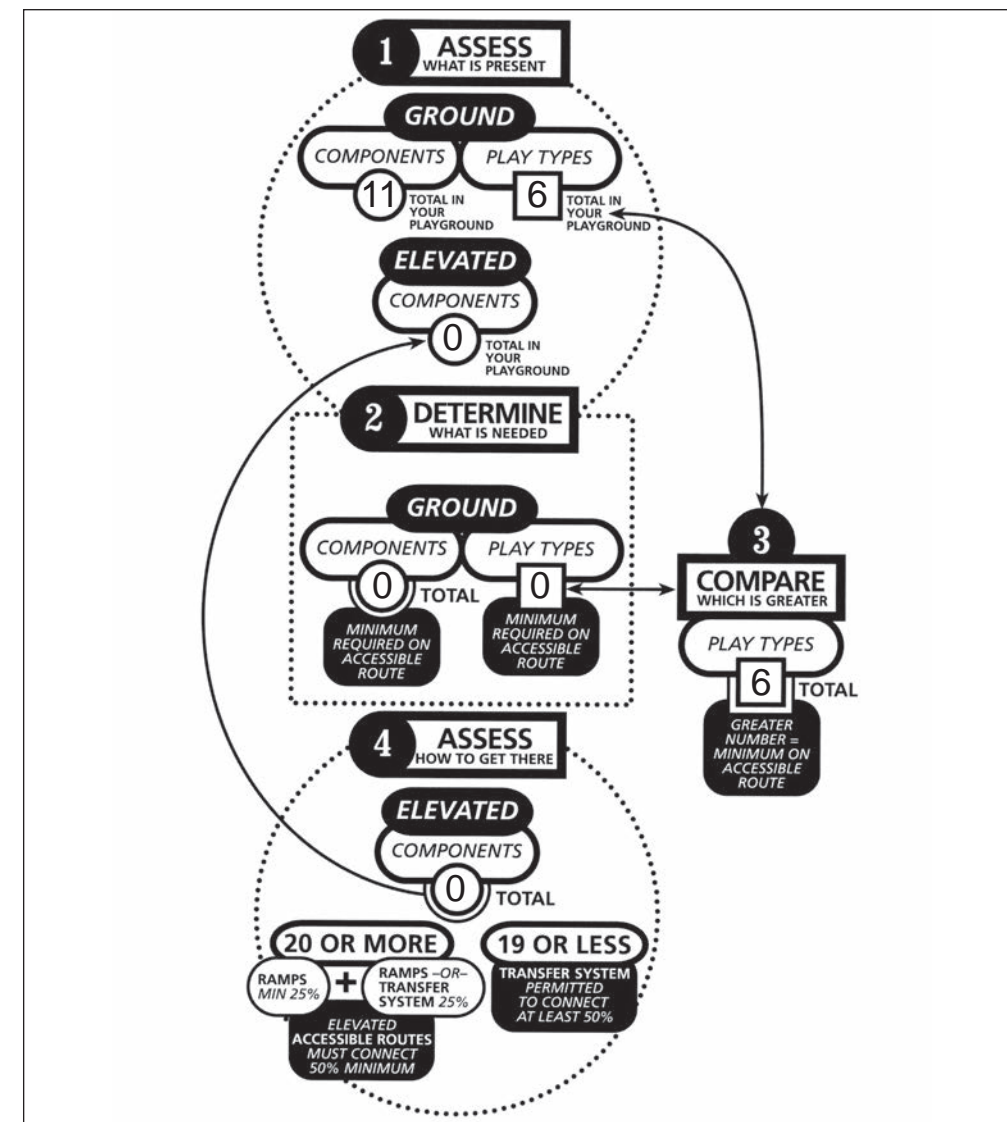 1
ASSESS
WHAT IS PRESENT
GROUND
COMPONENTS
11
TOTAL IN
YOUR
PLAYGROUND
PLAY TYPES
6
TOTAL IN
YOUR
PLAYGROUND
ELEVATED
COMPONENTS
0
TOTAL IN
YOUR
PLAYGROUND
2
DETERMINE
WHAT IS NEEDED
GROUND
COMPONENTS
0
TOTAL
MINIMUM
REQUIRED ON
ACCESSIBLE
ROUTE
PLAY TYPES
0
MINIMUM
REQUIRED ON
ACCESSIBLE
ROUTE
3
COMPARE
WHICH IS GREATER
PLAY TYPES
6
TOTAL
GREATER
NUMBER =
MINIMUM ON
ACCESSIBLE
ROUTE
4
ASSESS
HOW TO GET THERE
ELEVATED
COMPONENTS
0
TOTAL
20 OR MORE
RAMPS
MIN 25%
+
RAMPS –OR–
TRANSFER
SYSTEM 25%
ELEVATED
ACCESSIBLE ROUTES
MUST CONNECT
50% MINIMUM
19 OR LESS
TRANSFER SYSTEM
PERMITTED
TO CONNECT
AT LEAST 50%